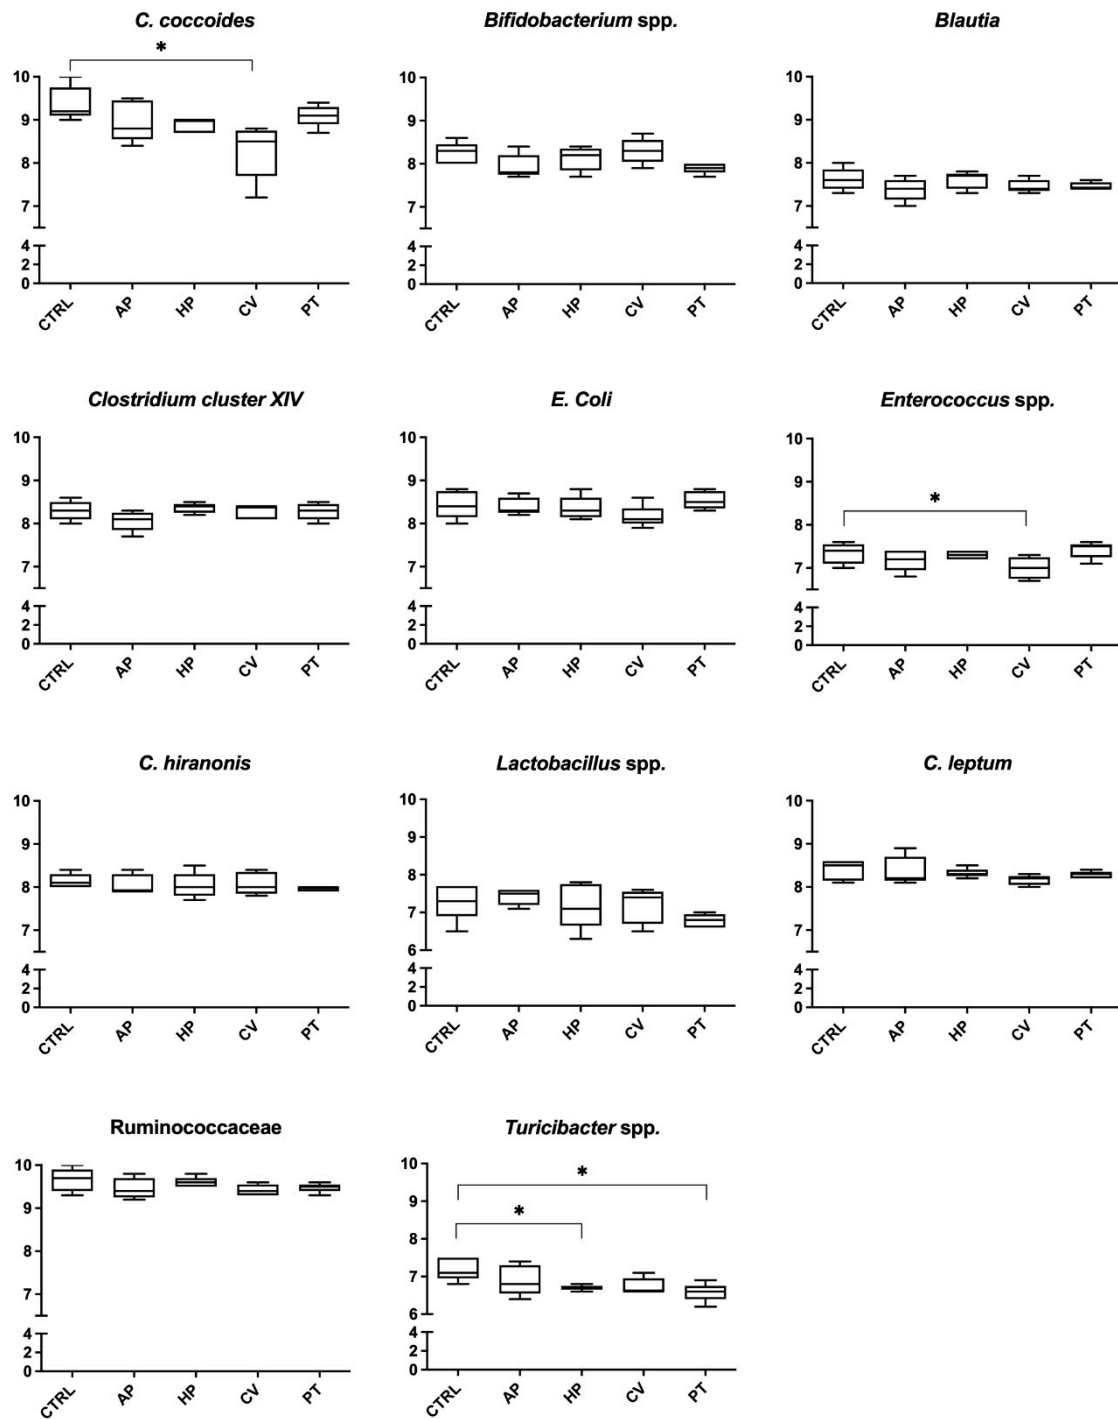 C. coccoides
*
10
9
8
7
4
2
0
CTRL
AP
HP
CV
PT
Bifidobacterium spp.
10
9
8
7
4
2
0
CTRL
AP
HP
CV
PT
Blautia
10
9
8
7
4
2
0
CTRL
AP
HP
CV
PT
Clostridium cluster XIV
10
9
8
7
4
2
0
CTRL
AP
HP
CV
PT
E. Coli
10
9
8
7
4
2
0
CTRL
AP
HP
CV
PT
Enterococcus spp.
10
9
*
8
7
4
2
0
CTRL
AP
HP
CV
PT
C. hiranonis
10
9
8
7
4
2
0
CTRL
AP
HP
CV
PT
Lactobacillus spp.
10
9
8
7
6
4
2
0
CTRL
AP
HP
CV
PT
C. leptum
10
9
8
7
4
2
0
CTRL
AP
HP
CV
PT
Ruminococcaceae
10
9
8
7
4
2
0
CTRL
AP
HP
CV
PT
Turicibacter spp.
10
*
9
*
8
7
6
4
2
0
CTRL
AP
HP
CV
PT